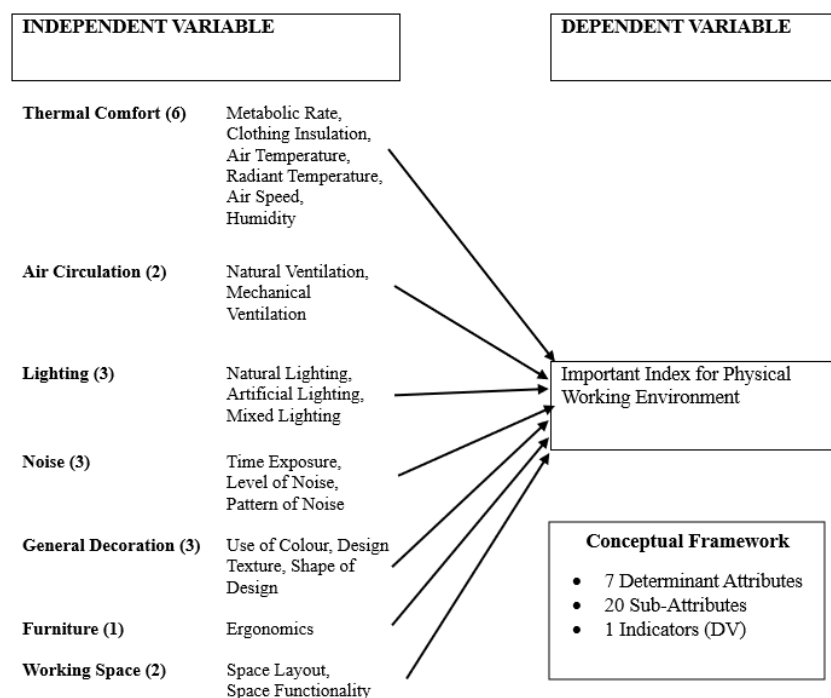 INDEPENDENT VARIABLE
DEPENDENT VARIABLE
Thermal Comfort (6)
Metabolic Rate,
Clothing Insulation,
Air Temperature,
Radiant Temperature,
Air Speed,
Humidity
Air Circulation (2)
Natural Ventilation,
Mechanical
Ventilation
Lighting (3)
Natural Lighting,
Artificial Lighting,
Mixed Lighting
Noise (3)
Time Exposure,
Level of Noise,
Pattern of Noise
General Decoration (3)
Use of Colour, Design
Texture, Shape of
Design
Furniture (1)
Ergonomics
Working Space (2)
Space Layout,
Space Functionality
Important Index for Physical
Working Environment
Conceptual Framework
• 7 Determinant Attributes
• 20 Sub-Attributes
• 1 Indicators (DV)